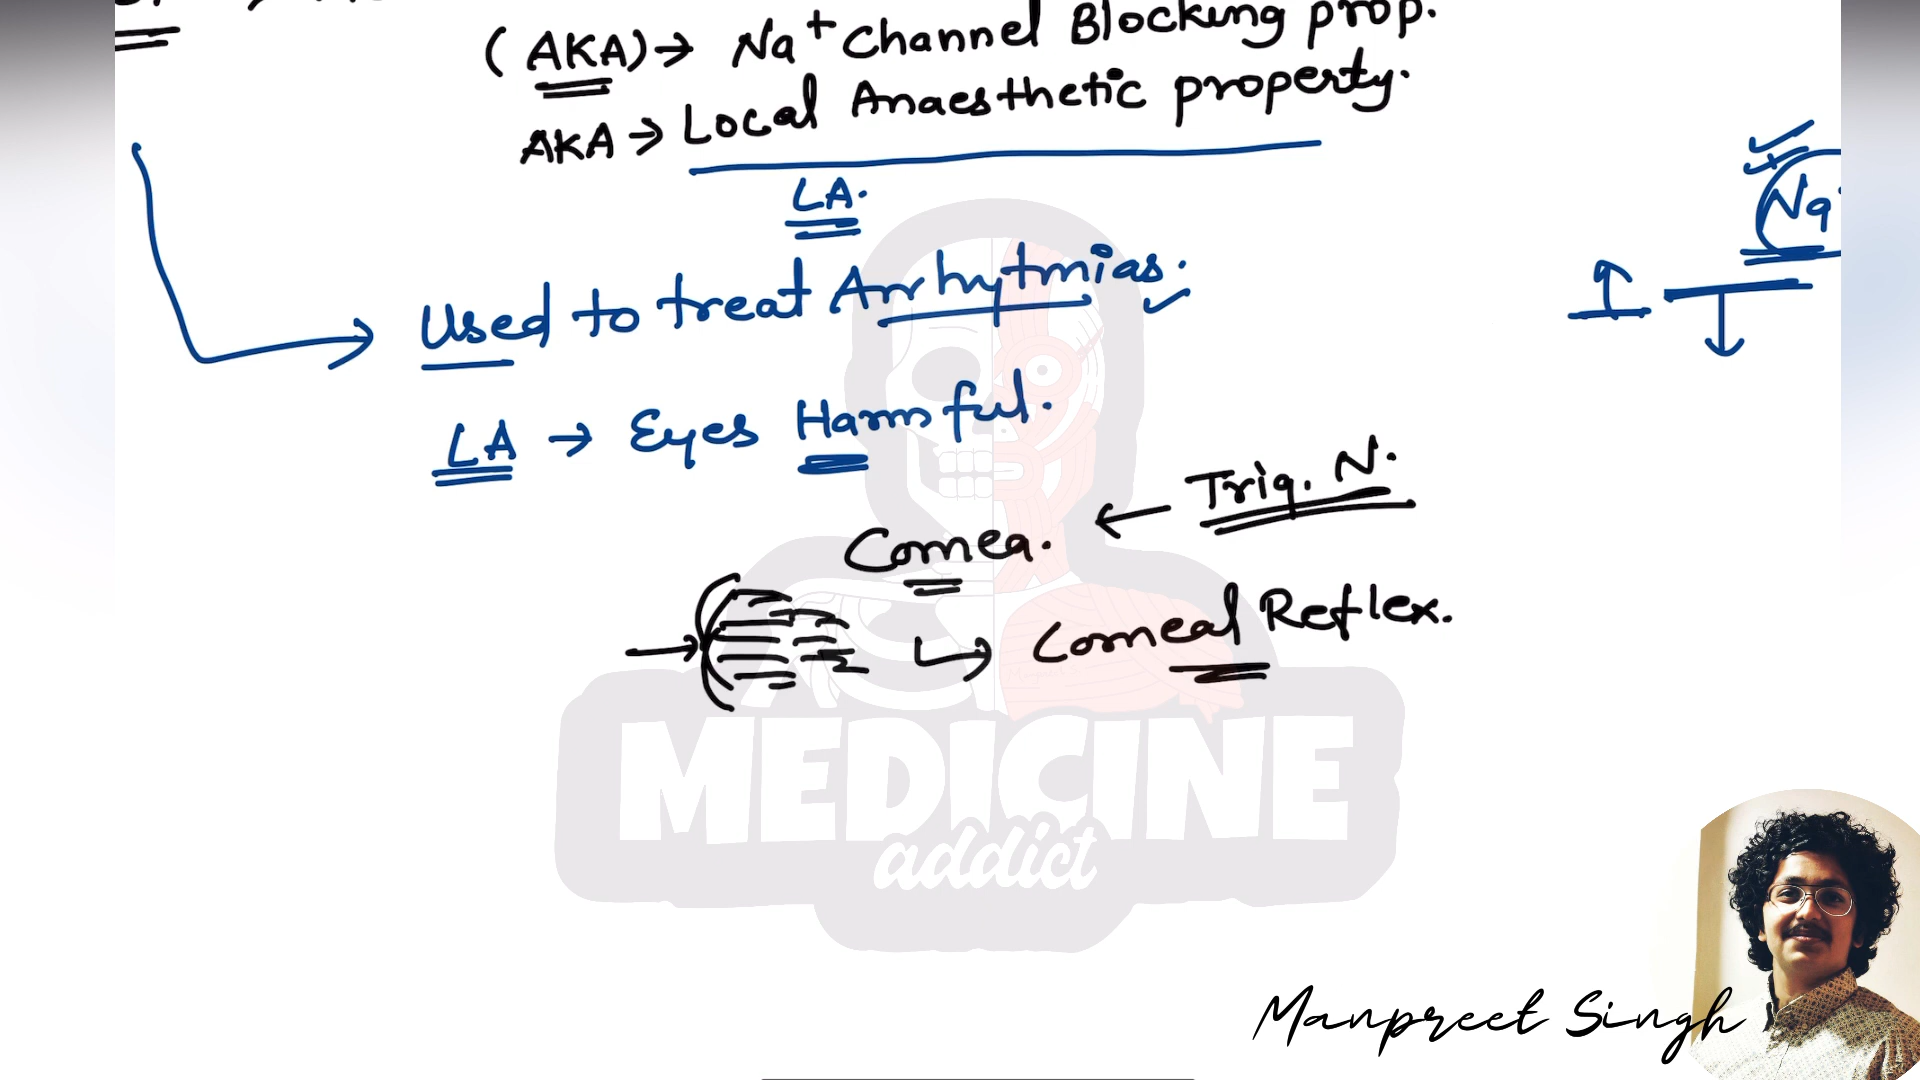 (AKA)→ Na+ channel Blocking prop.
AKA → Local Anaesthetic property.
LA.
Na+
Used to treat Arrhytmias.
LA → Eyes Harmful.
Trig. N.
Cornea.
Corneal Reflex.
MEDICINE
addict
Manpreet Singh